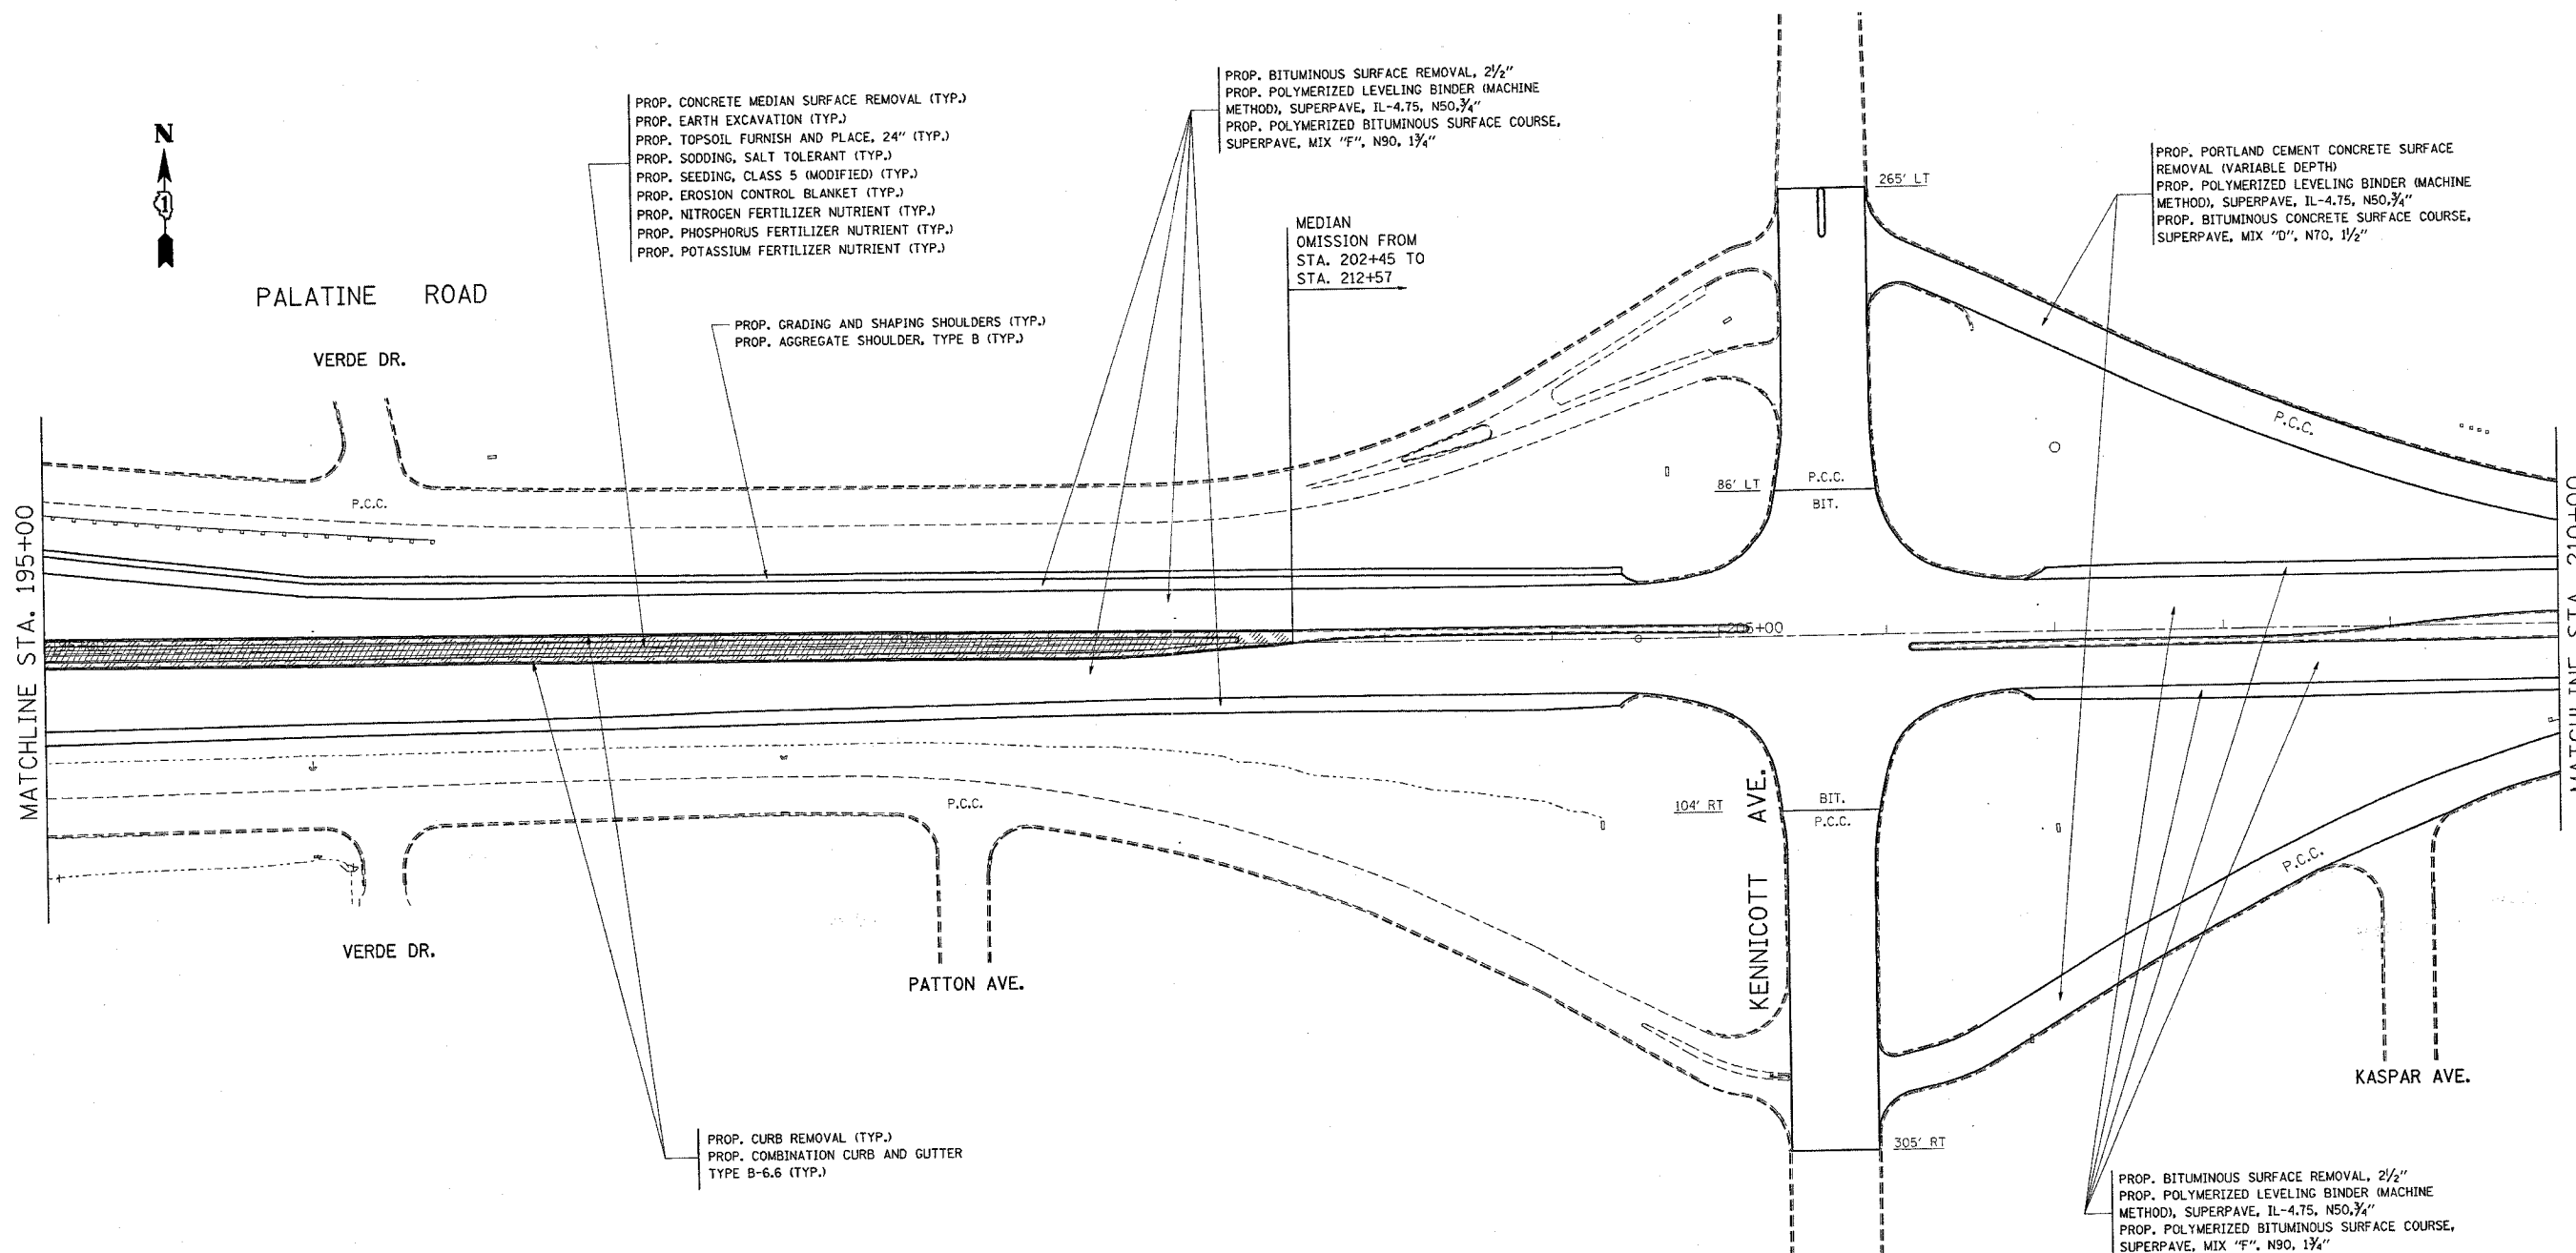 PROP. CONCRETE MEDIAN SURFACE REMOVAL (TYP.)
PROP. EARTH EXCAVATION (TYP.)
PROP. TOPSOIL FURNISH AND PLACE, 24" (TYP.)
PROP. SODDING, SALT TOLERANT (TYP.)
PROP. SEEDING, CLASS 5 (MODIFIED) (TYP.)
PROP. EROSION CONTROL BLANKET (TYP.)
PROP. NITROGEN FERTILIZER NUTRIENT (TYP.)
PROP. PHOSPHORUS FERTILIZER NUTRIENT (TYP.)
PROP. POTASSIUM FERTILIZER NUTRIENT (TYP.)
PROP. BITUMINOUS SURFACE REMOVAL, 2½"
PROP. POLYMERIZED LEVELING BINDER (MACHINE
METHOD), SUPERPAVE, IL-4.75, N50,¾"
PROP. POLYMERIZED BITUMINOUS SURFACE COURSE,
SUPERPAVE, MIX "F", N90, 1¾"
PROP. PORTLAND CEMENT CONCRETE SURFACE
REMOVAL (VARIABLE DEPTH)
PROP. POLYMERIZED LEVELING BINDER (MACHINE
METHOD), SUPERPAVE, IL-4.75, N50,¾"
PROP. BITUMINOUS CONCRETE SURFACE COURSE,
SUPERPAVE, MIX "D", N70, 1½"
N
1
265' LT
MEDIAN
OMISSION FROM
STA. 202+45 TO
STA. 212+57
PALATINE ROAD
PROP. GRADING AND SHAPING SHOULDERS (TYP.)
PROP. AGGREGATE SHOULDER, TYPE B (TYP.)
VERDE DR.
P.C.C.
P.C.C.
86' LT
P.C.C.
BIT.
MATCHLINE STA. 195+00
MATCHLINE STA. 210+00
205+00
P.C.C.
104' RT
BIT.
P.C.C.
KENNICOTT AVE.
P.C.C.
VERDE DR.
PATTON AVE.
KASPAR AVE.
305' RT
PROP. CURB REMOVAL (TYP.)
PROP. COMBINATION CURB AND GUTTER
TYPE B-6.6 (TYP.)
PROP. BITUMINOUS SURFACE REMOVAL, 2½"
PROP. POLYMERIZED LEVELING BINDER (MACHINE
METHOD), SUPERPAVE, IL-4.75, N50,¾"
PROP. POLYMERIZED BITUMINOUS SURFACE COURSE,
SUPERPAVE, MIX "F", N90, 1¾"